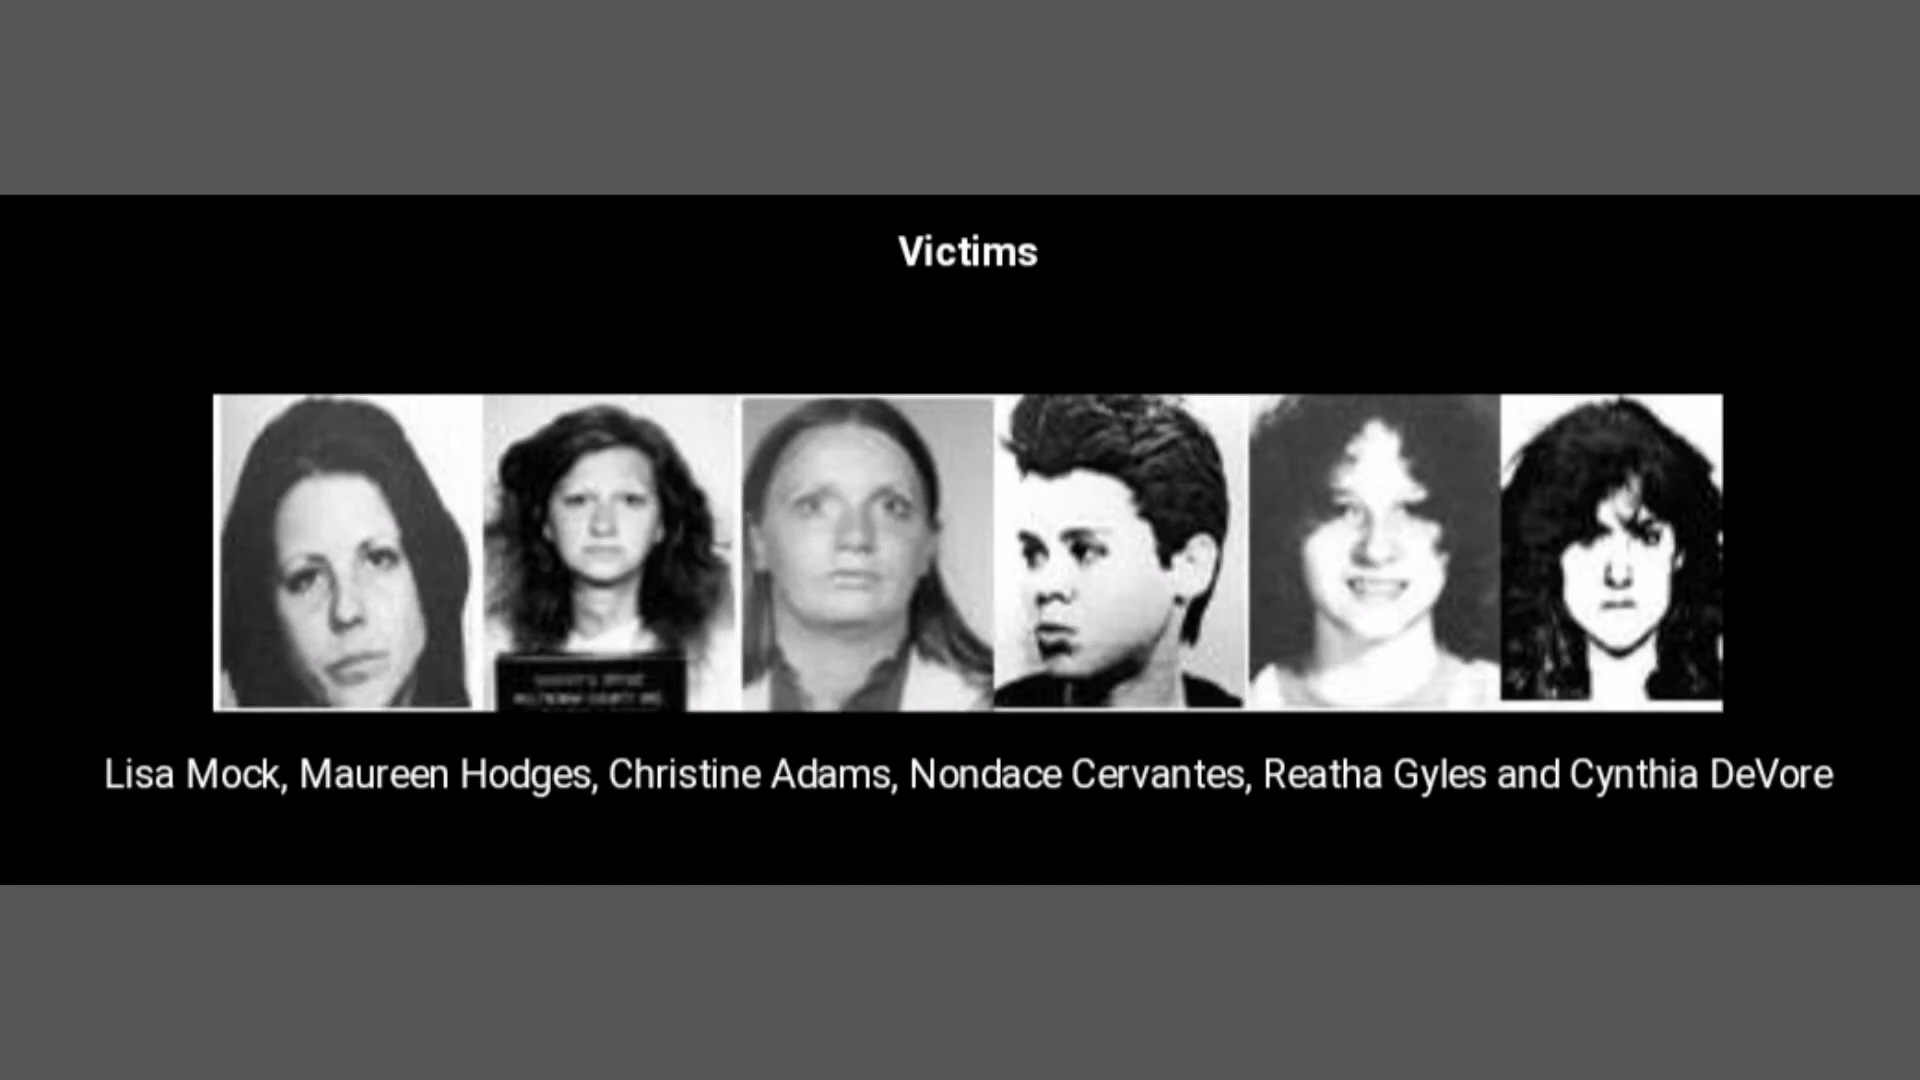 Victims
Lisa Mock, Maureen Hodges, Christine Adams, Nondace Cervantes, Reatha Gyles and Cynthia DeVore